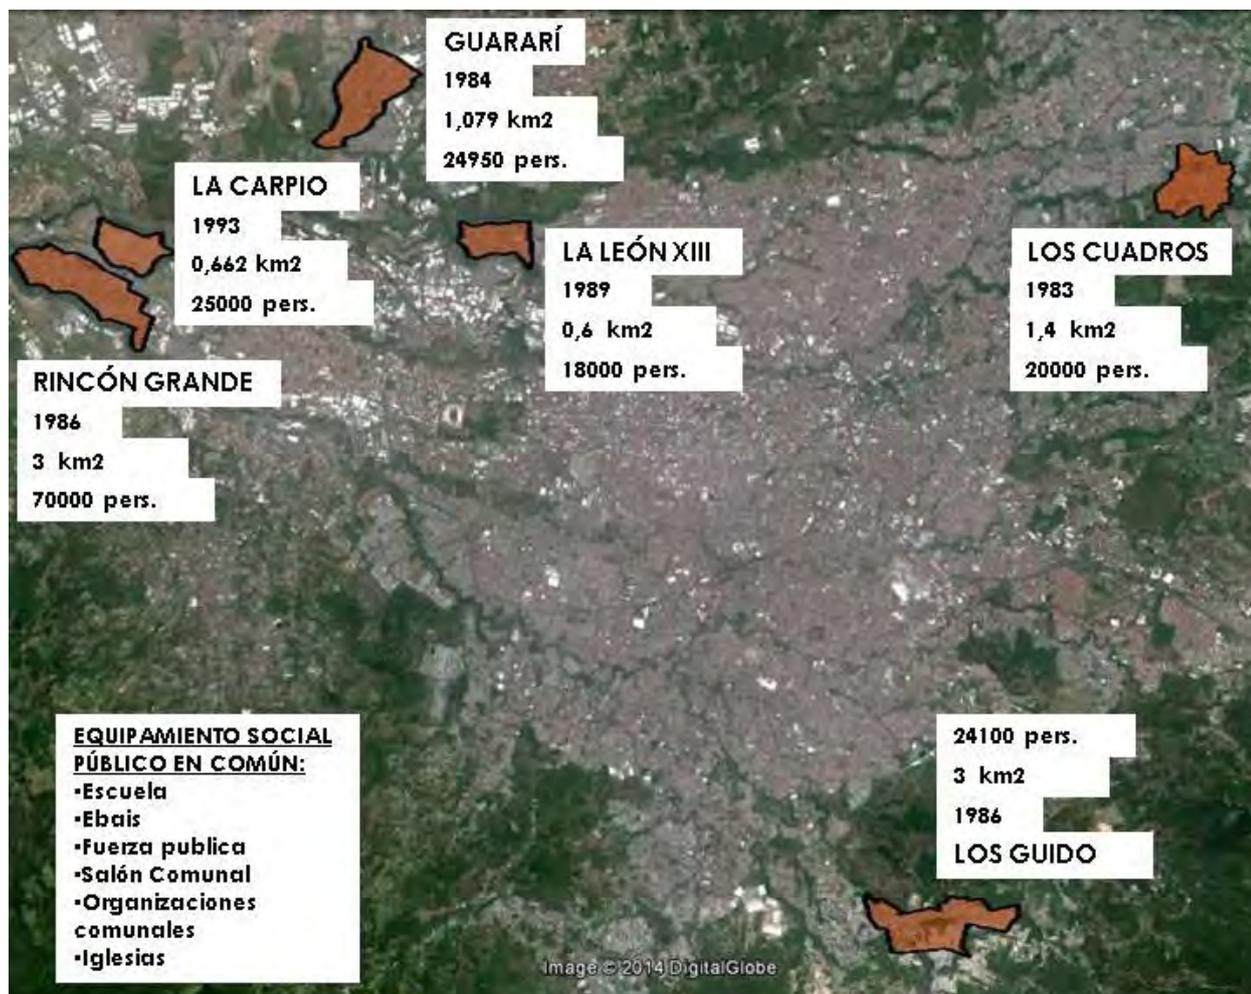 GUARARÍ
1984
1,079 km2
24950 pers.
LA CARPIO
1993
0,662 km2
25000 pers.
LA LEÓN XIII
1989
0,6 km2
18000 pers.
LOS CUADROS
1983
1,4 km2
20000 pers.
RINCÓN GRANDE
1986
3 km2
70000 pers.
EQUIPAMIENTO SOCIAL
PÚBLICO EN COMÚN:
•Escuela
•Ebais
•Fuerza publica
•Salón Comunal
•Organizaciones
comunales
•Iglesias
24100 pers.
3 km2
1986
LOS GUIDO
Image © 2014 DigitalGlobe